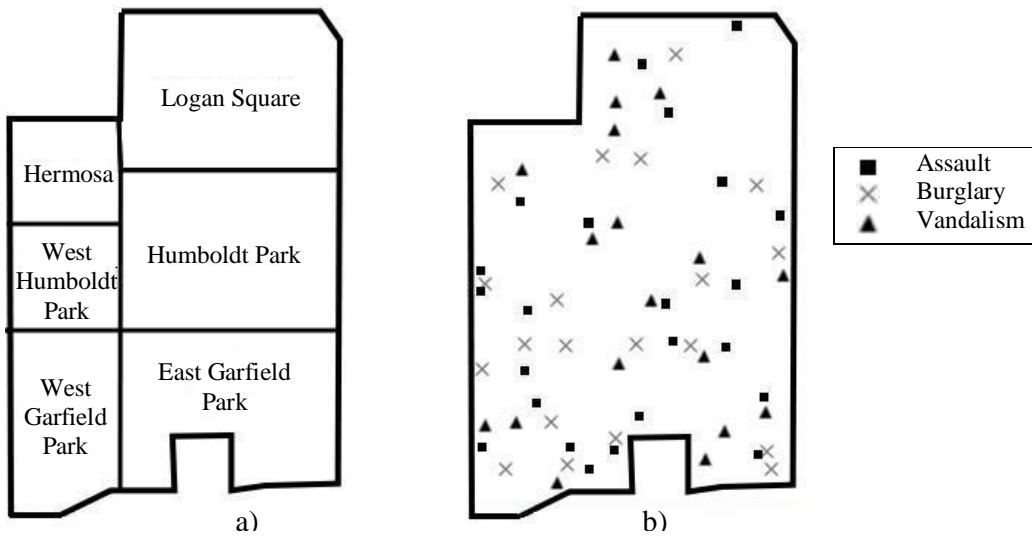 Logan Square
Hermosa
West
Humboldt
Park
Humboldt Park
West
Garfield
Park
East Garfield
Park
a)
b)
Assault
Burglary
Vandalism